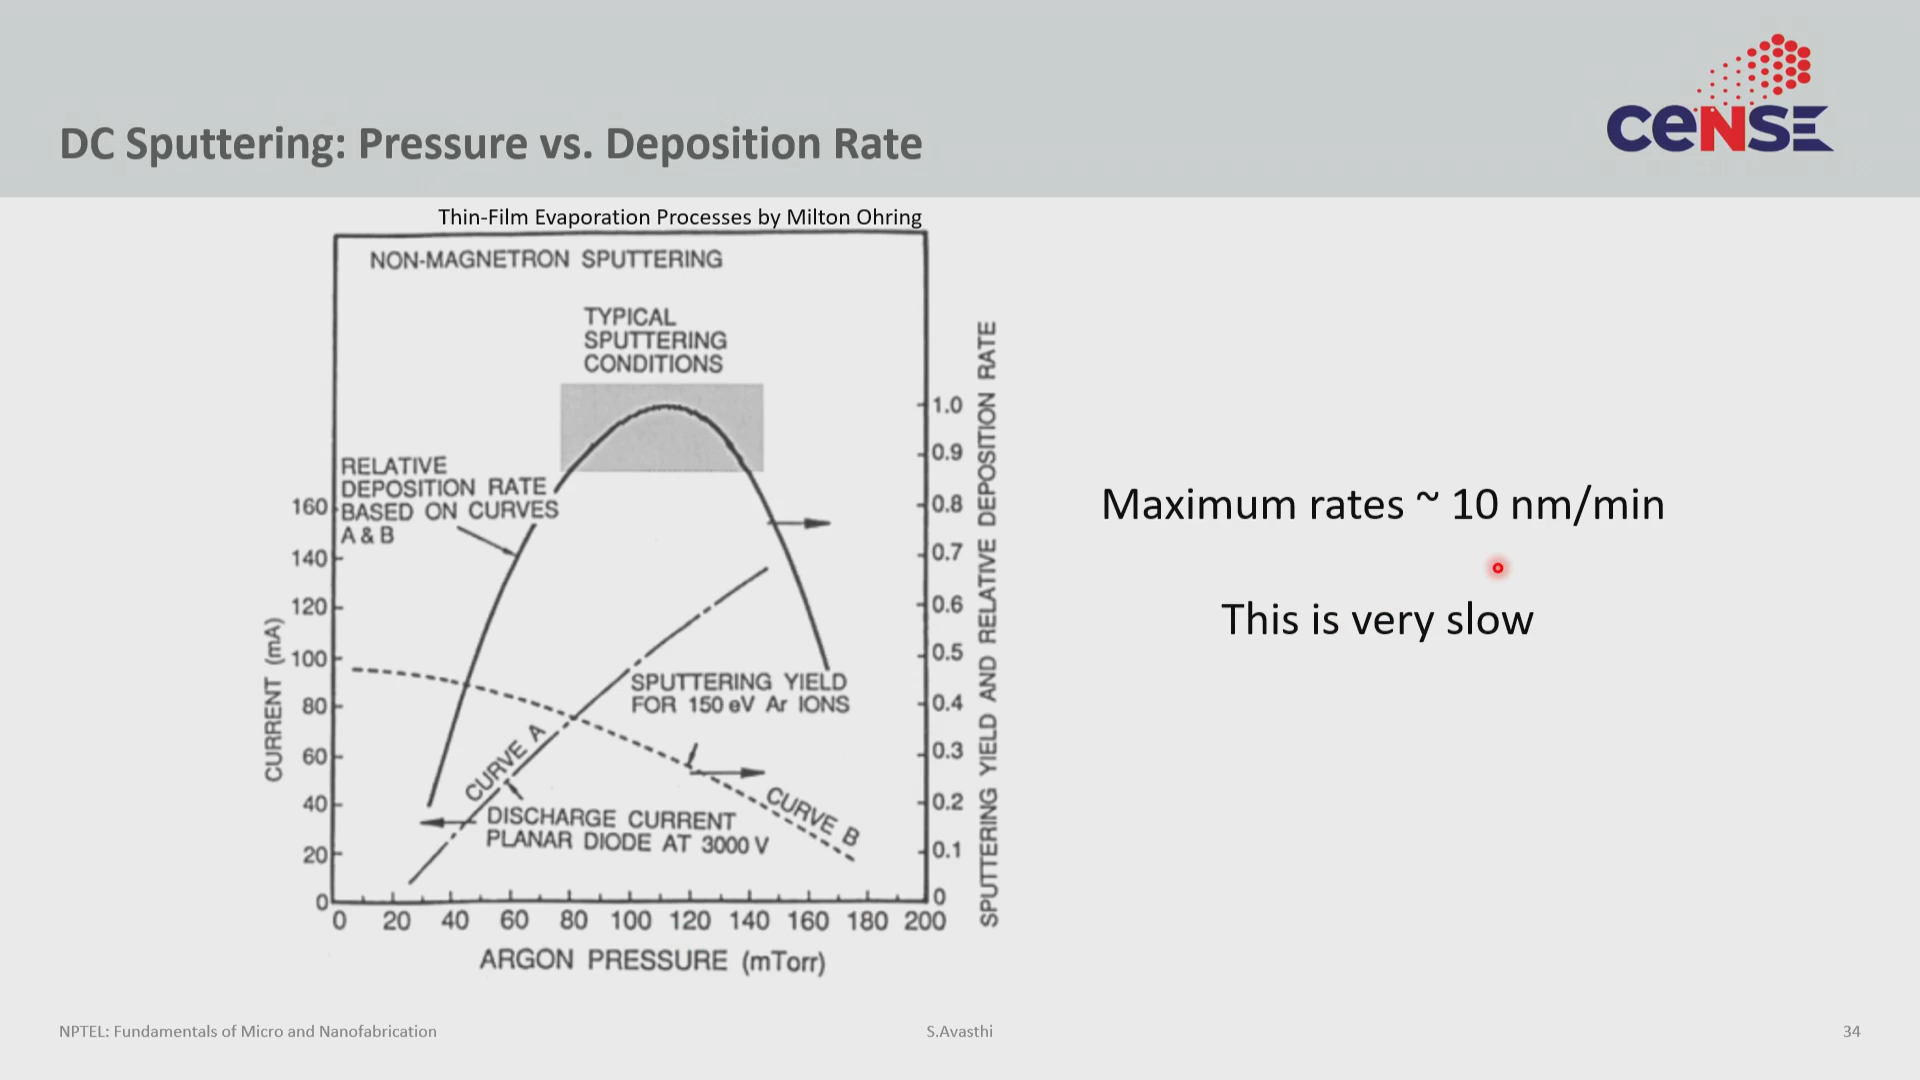 ceNSE
DC Sputtering: Pressure vs. Deposition Rate
Thin-Film Evaporation Processes by Milton Ohring
NON-MAGNETRON SPUTTERING
TYPICAL
SPUTTERING
CONDITIONS
RELATIVE
DEPOSITION RATE
BASED ON CURVES
A & B
160
140
120
100
80
60
40
20
0
CURRENT (mA)
1.0
0.9
0.8
0.7
0.6
0.5
0.4
0.3
0.2
0.1
0
SPUTTERING YIELD AND RELATIVE DEPOSITION RATE
SPUTTERING YIELD
FOR 150 eV Ar IONS
CURVE A
CURVE B
DISCHARGE CURRENT
PLANAR DIODE AT 3000 V
0 20 40 60 80 100 120 140 160 180 200
ARGON PRESSURE (mTorr)
Maximum rates ~ 10 nm/min
This is very slow
NPTEL: Fundamentals of Micro and Nanofabrication
S.Avasthi
34